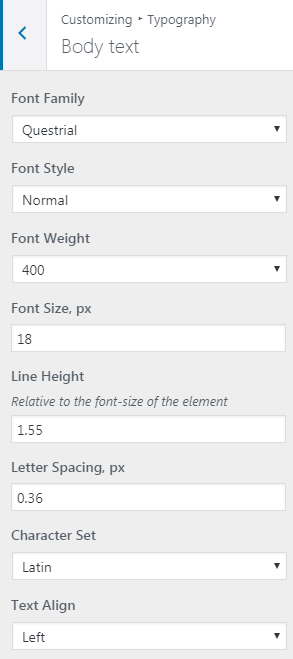 Customizing ▸ Typography
Body text
Font Family
Questrial
Font Style
Normal
Font Weight
400
Font Size, px
18
Line Height
Relative to the font-size of the element
1.55
Letter Spacing, px
0.36
Character Set
Latin
Text Align
Left